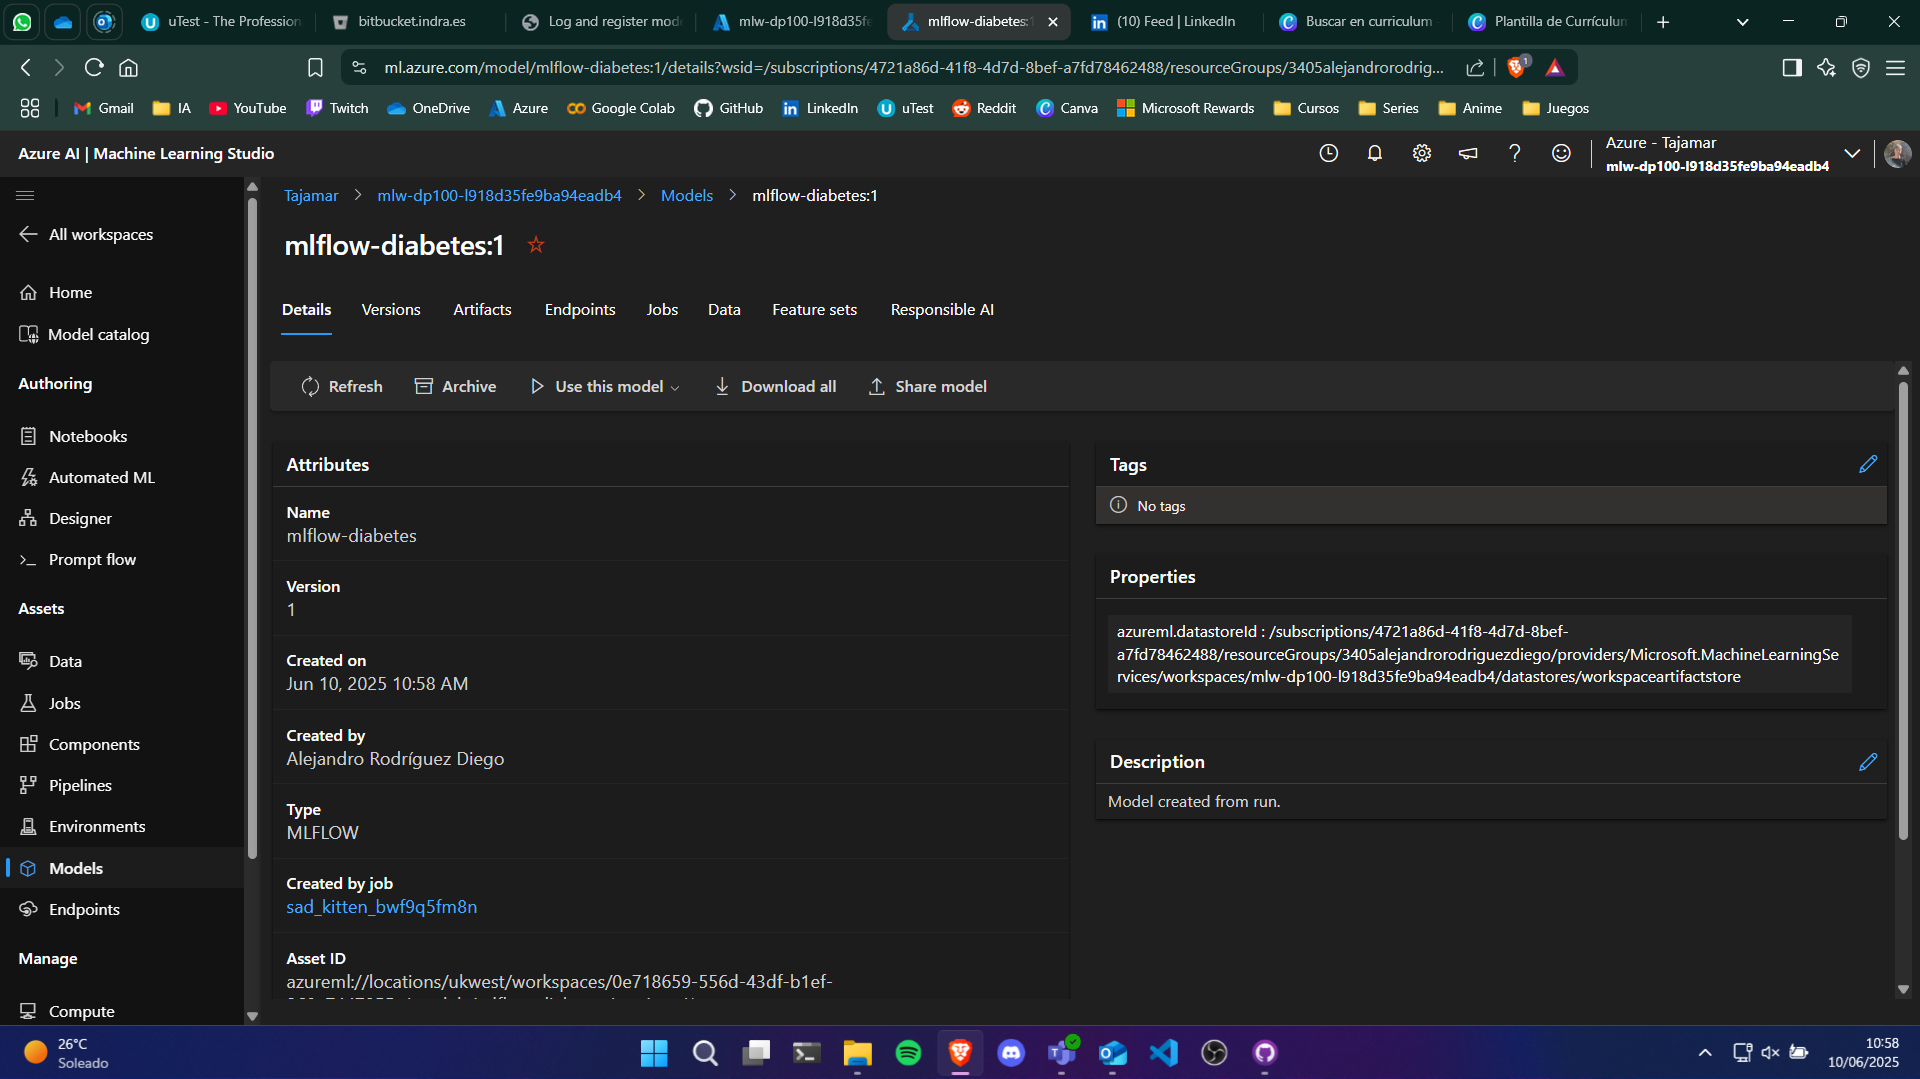 uTest - The Profession
bitbucket.indra.es
Log and register mod
mlw-dp100-l918d35fe
mlflow-diabetes:1
(10) Feed | LinkedIn
Buscar en curriculum
Plantilla de Currículum
ml.azure.com/model/mlflow-diabetes:1/details?wsid=/subscriptions/4721a86d-41f8-4d7d-8bef-a7fd78462488/resourceGroups/3405alejandrorodrig...
1
Gmail
IA
YouTube
Twitch
OneDrive
Azure
Google Colab
GitHub
LinkedIn
uTest
Reddit
Canva
Microsoft Rewards
Cursos
Series
Anime
Juegos
Azure AI | Machine Learning Studio
Azure - Tajamar
mlw-dp100-l918d35fe9ba94eadb4
All workspaces
Home
Model catalog
Authoring
Notebooks
Automated ML
Designer
Prompt flow
Assets
Data
Jobs
Components
Pipelines
Environments
Models
Endpoints
Manage
Compute
Tajamar > mlw-dp100-l918d35fe9ba94eadb4 > Models > mlflow-diabetes:1
mlflow-diabetes:1
Details
Versions
Artifacts
Endpoints
Jobs
Data
Feature sets
Responsible AI
Refresh
Archive
Use this model
Download all
Share model
Attributes
Name
mlflow-diabetes
Version
1
Created on
Jun 10, 2025 10:58 AM
Created by
Alejandro Rodríguez Diego
Type
MLFLOW
Created by job
sad_kitten_bwf9q5fm8n
Asset ID
azureml://locations/ukwest/workspaces/0e718659-556d-43df-b1ef-
Tags
No tags
Properties
azureml.datastoreId : /subscriptions/4721a86d-41f8-4d7d-8bef-
a7fd78462488/resourceGroups/3405alejandrorodriguezdiego/providers/Microsoft.MachineLearningSe
rvices/workspaces/mlw-dp100-l918d35fe9ba94eadb4/datastores/workspaceartifactstore
Description
Model created from run.
26°C
Soleado
10:58
10/06/2025